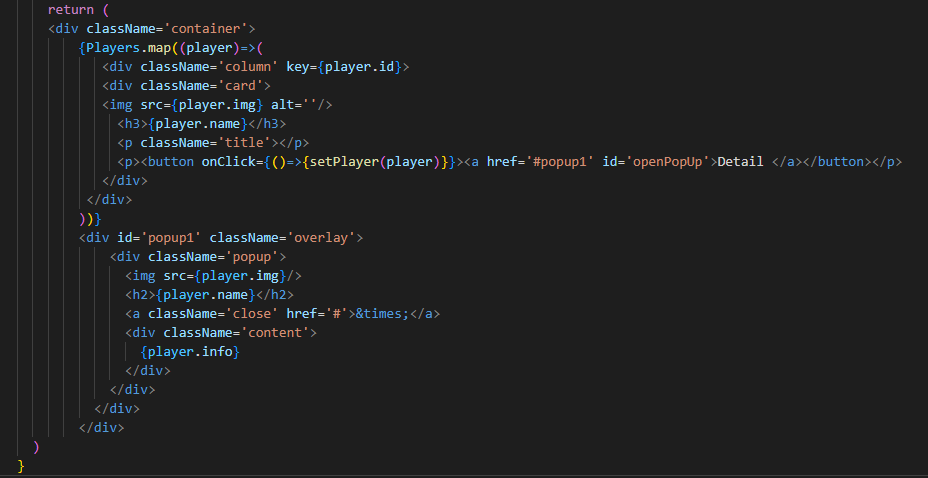 return (
<div className='container'>
{Players.map((player)=>(
<div className='column' key={player.id}>
<div className='card'>
<img src={player.img} alt=''/>
<h3>{player.name}</h3>
<p className='title'></p>
<p><button onClick={()=>{setPlayer(player)}}><a href='#popup1' id='openPopUp'>Detail </a></button></p>
</div>
</div>
))}
<div id='popup1' className='overlay'>
<div className='popup'>
<img src={player.img}/>
<h2>{player.name}</h2>
<a className='close' href='#'>&times;</a>
<div className='content'>
{player.info}
</div>
</div>
</div>
</div>
)
}